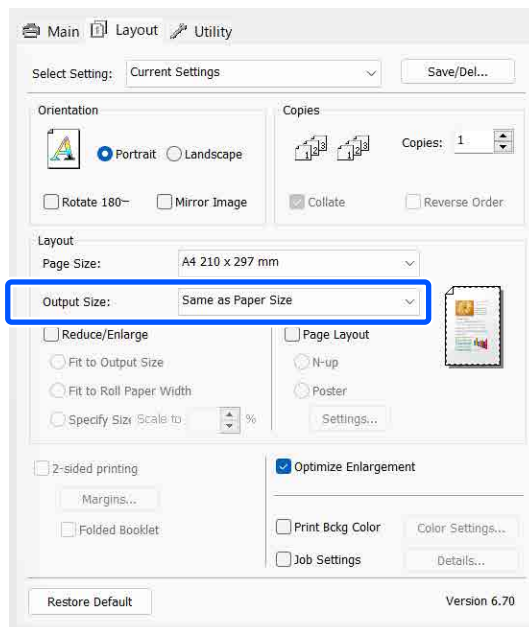 Main Layout Utility
Select Setting: Current Settings Save/Del...
Orientation Copies
Portrait Landscape Copies: 1
Rotate 180 Mirror Image Collate Reverse Order
Layout
Page Size: A4 210 x 297 mm
Output Size: Same as Paper Size
Reduce/Enlarge Page Layout
Fit to Output Size N-up
Fit to Roll Paper Width Poster
Specify Size Scale to % Settings...
2-sided printing Optimize Enlargement
Margins...
Folded Booklet Print Bckg Color Color Settings...
Job Settings Details...
Restore Default Version 6.70